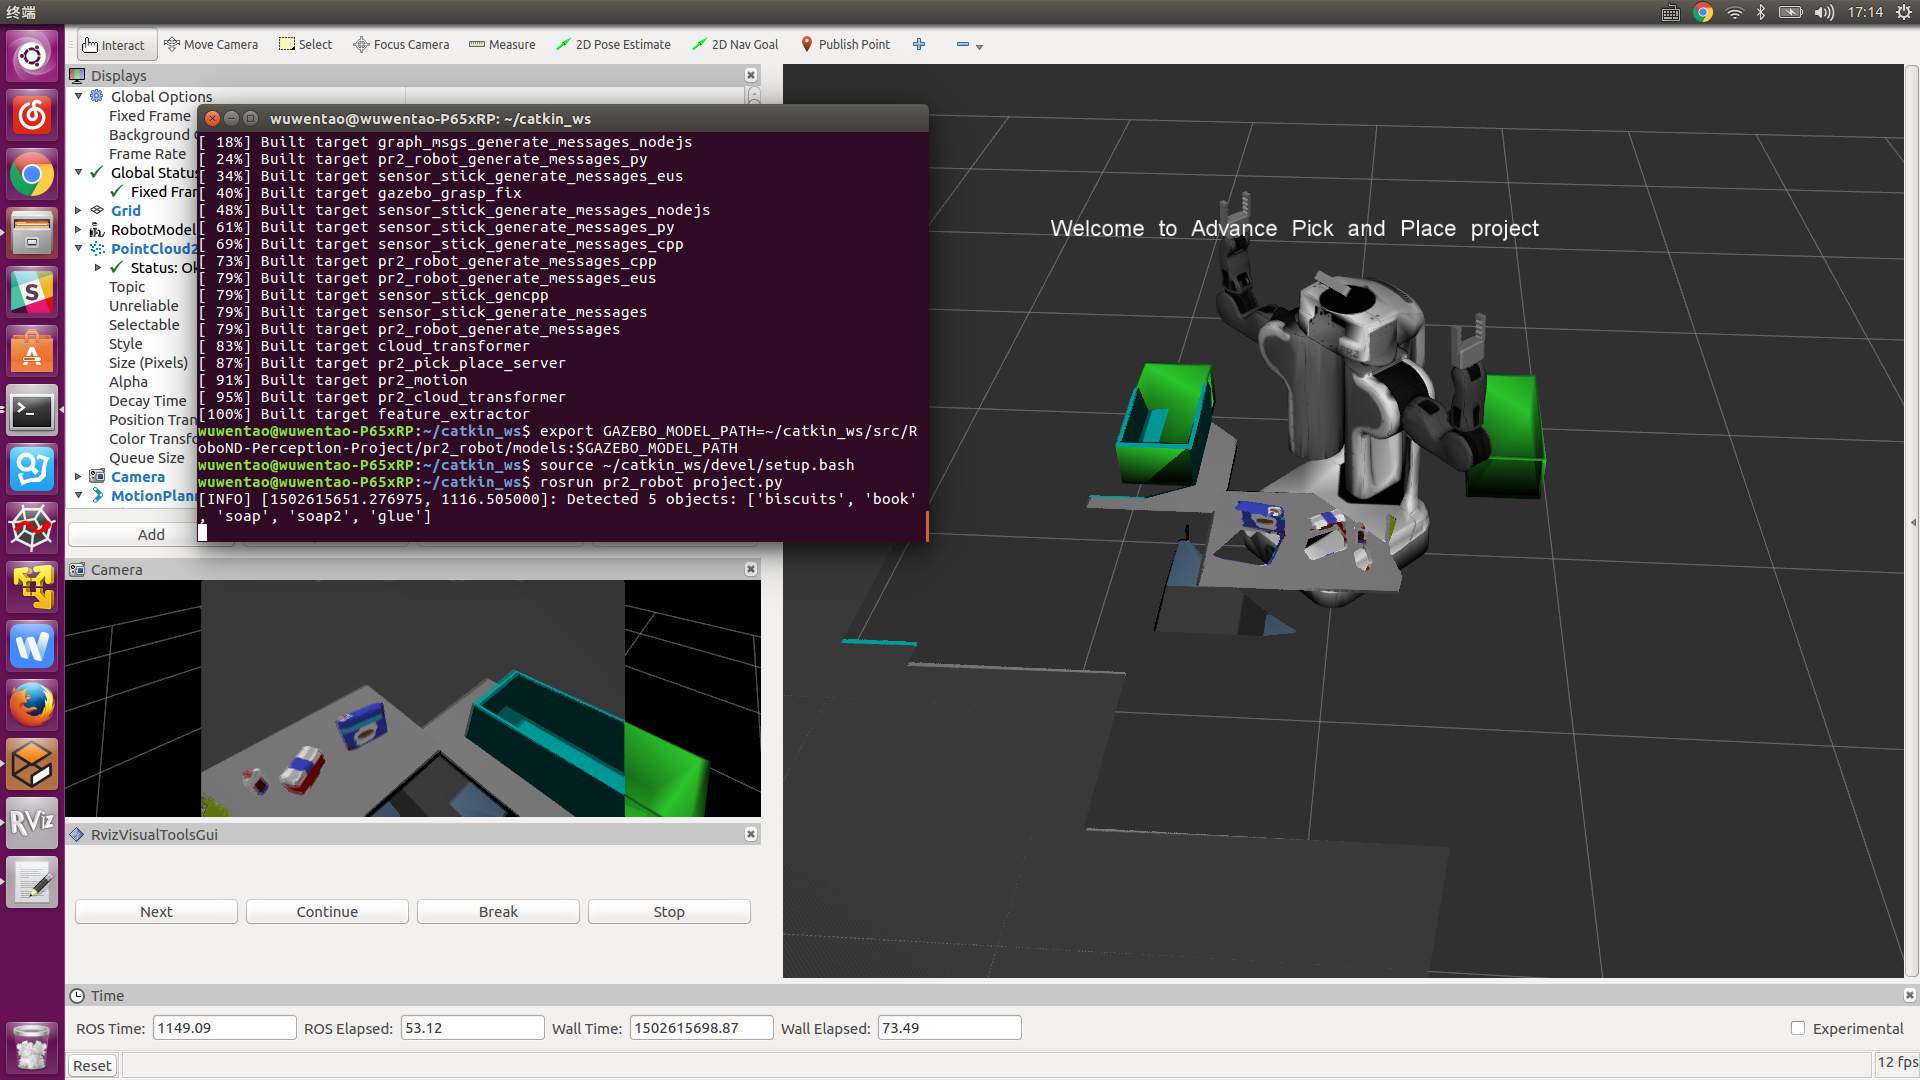 终端
17:14
Interact
Move Camera
Select
Focus Camera
Measure
2D Pose Estimate
2D Nav Goal
Publish Point
Displays
Global Options
Fixed Frame
Background
Frame Rate
Global Status
Fixed Fram
Grid
RobotModel
PointCloud2
Status: Ok
Topic
Unreliable
Selectable
Style
Size (Pixels)
Alpha
Decay Time
Position Tran
Color Transfo
Queue Size
Camera
MotionPlann
Add
wuwentao@wuwentao-P65xRP: ~/catkin_ws
[ 18%] Built target graph_msgs_generate_messages_nodejs
[ 24%] Built target pr2_robot_generate_messages_py
[ 34%] Built target sensor_stick_generate_messages_eus
[ 40%] Built target gazebo_grasp_fix
[ 48%] Built target sensor_stick_generate_messages_nodejs
[ 61%] Built target sensor_stick_generate_messages_py
[ 69%] Built target sensor_stick_generate_messages_cpp
[ 73%] Built target pr2_robot_generate_messages_cpp
[ 79%] Built target pr2_robot_generate_messages_eus
[ 79%] Built target sensor_stick_gencpp
[ 79%] Built target sensor_stick_generate_messages
[ 79%] Built target pr2_robot_generate_messages
[ 83%] Built target cloud_transformer
[ 87%] Built target pr2_pick_place_server
[ 91%] Built target pr2_motion
[ 95%] Built target pr2_cloud_transformer
[100%] Built target feature_extractor
wuwentao@wuwentao-P65xRP:~/catkin_ws$ export GAZEBO_MODEL_PATH=~/catkin_ws/src/R
oboND-Perception-Project/pr2_robot/models:$GAZEBO_MODEL_PATH
wuwentao@wuwentao-P65xRP:~/catkin_ws$ source ~/catkin_ws/devel/setup.bash
wuwentao@wuwentao-P65xRP:~/catkin_ws$ rosrun pr2_robot project.py
[INFO] [1502615651.276975, 1116.505000]: Detected 5 objects: ['biscuits', 'book'
, 'soap', 'soap2', 'glue']
Welcome to Advance Pick and Place project
Camera
RvizVisualToolsGui
Next
Continue
Break
Stop
RViz
Time
ROS Time: 1149.09
ROS Elapsed: 53.12
Wall Time: 1502615698.87
Wall Elapsed: 73.49
Experimental
Reset
12 fps